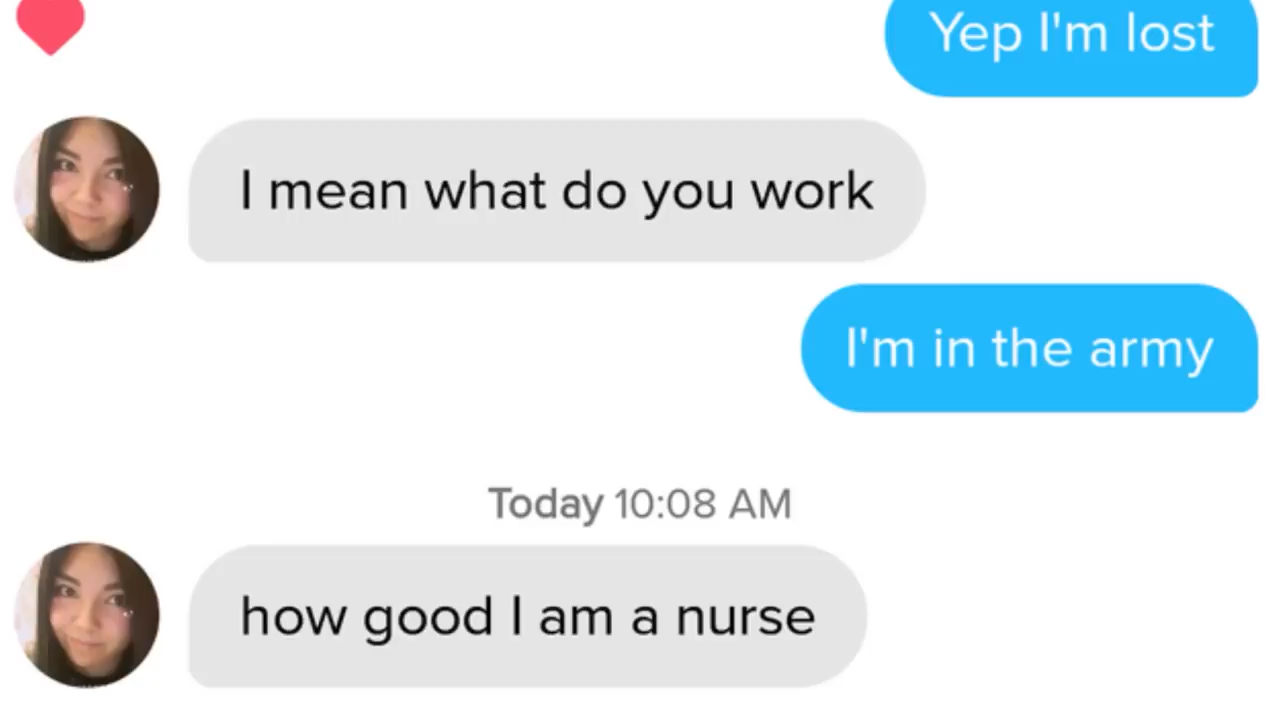 Yep I'm lost
I mean what do you work
I'm in the army
Today 10:08 AM
how good I am a nurse